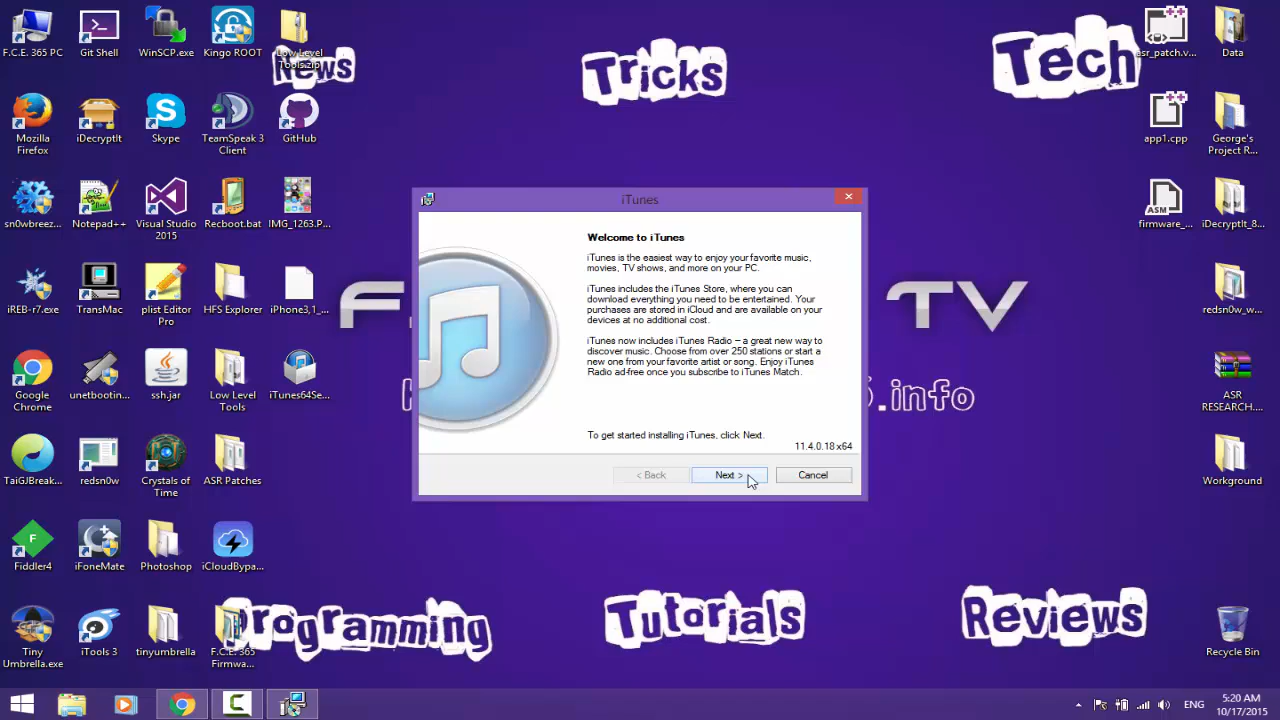 F.C.E. 365 PC
Git Shell
WinSCP.exe
Kingo ROOT
Low Level
Tools.zip
News
Tricks
Tech
asr_patch.v...
Data
Mozilla
Firefox
iDecryptIt
Skype
TeamSpeak 3
Client
GitHub
app1.cpp
George's
Project R...
sn0wbreez...
Notepad++
Visual Studio
2015
Recboot.bat
IMG_1263.P...
ASM
firmware_...
iDecryptIt_8...
iREB-r7.exe
TransMac
plist Editor
Pro
HFS Explorer
iPhone3,1_...
redsn0w_w...
Google
Chrome
unetbootin...
ssh.jar
Low Level
Tools
iTunes64Se...
ASR
RESEARCH....
redsn0w
Crystals of
Time
ASR Patches
Workground
Fiddler4
iFoneMate
Photoshop
iCloudBypa...
Tiny
Umbrella.exe
iTools 3
tinyumbrella
F.C.E. 365
Firmwa...
Recycle Bin
iTunes
Welcome to iTunes
iTunes is the easiest way to enjoy your favorite music,
movies, TV shows, and more on your PC.
iTunes includes the iTunes Store, where you can
download everything you need to be entertained. Your
purchases are stored in iCloud and are available on your
devices at no additional cost.
iTunes now includes iTunes Radio – a great new way to
discover music. Choose from over 250 stations or start a
new one from your favorite artist or song. Enjoy iTunes
Radio ad-free once you subscribe to iTunes Match.
To get started installing iTunes, click Next.
11.4.0.18 x64
< Back
Next >
Cancel
TV
.info
Programming
Tutorials
Reviews
ENG
5:20 AM
10/17/2015